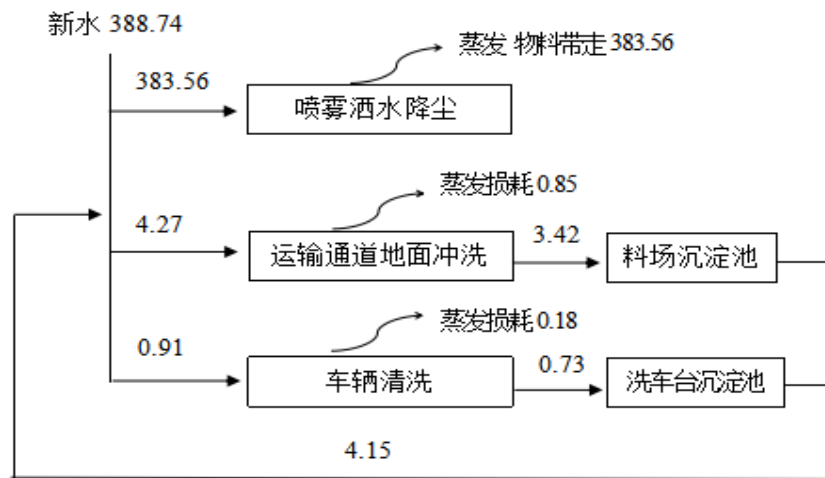 新水 388.74
蒸发 物料带走 383.56
383.56
喷雾洒水降尘
蒸发损耗 0.85
4.27
运输通道地面冲洗
3.42
料场沉淀池
蒸发损耗 0.18
0.91
车辆清洗
0.73
洗车台沉淀池
4.15